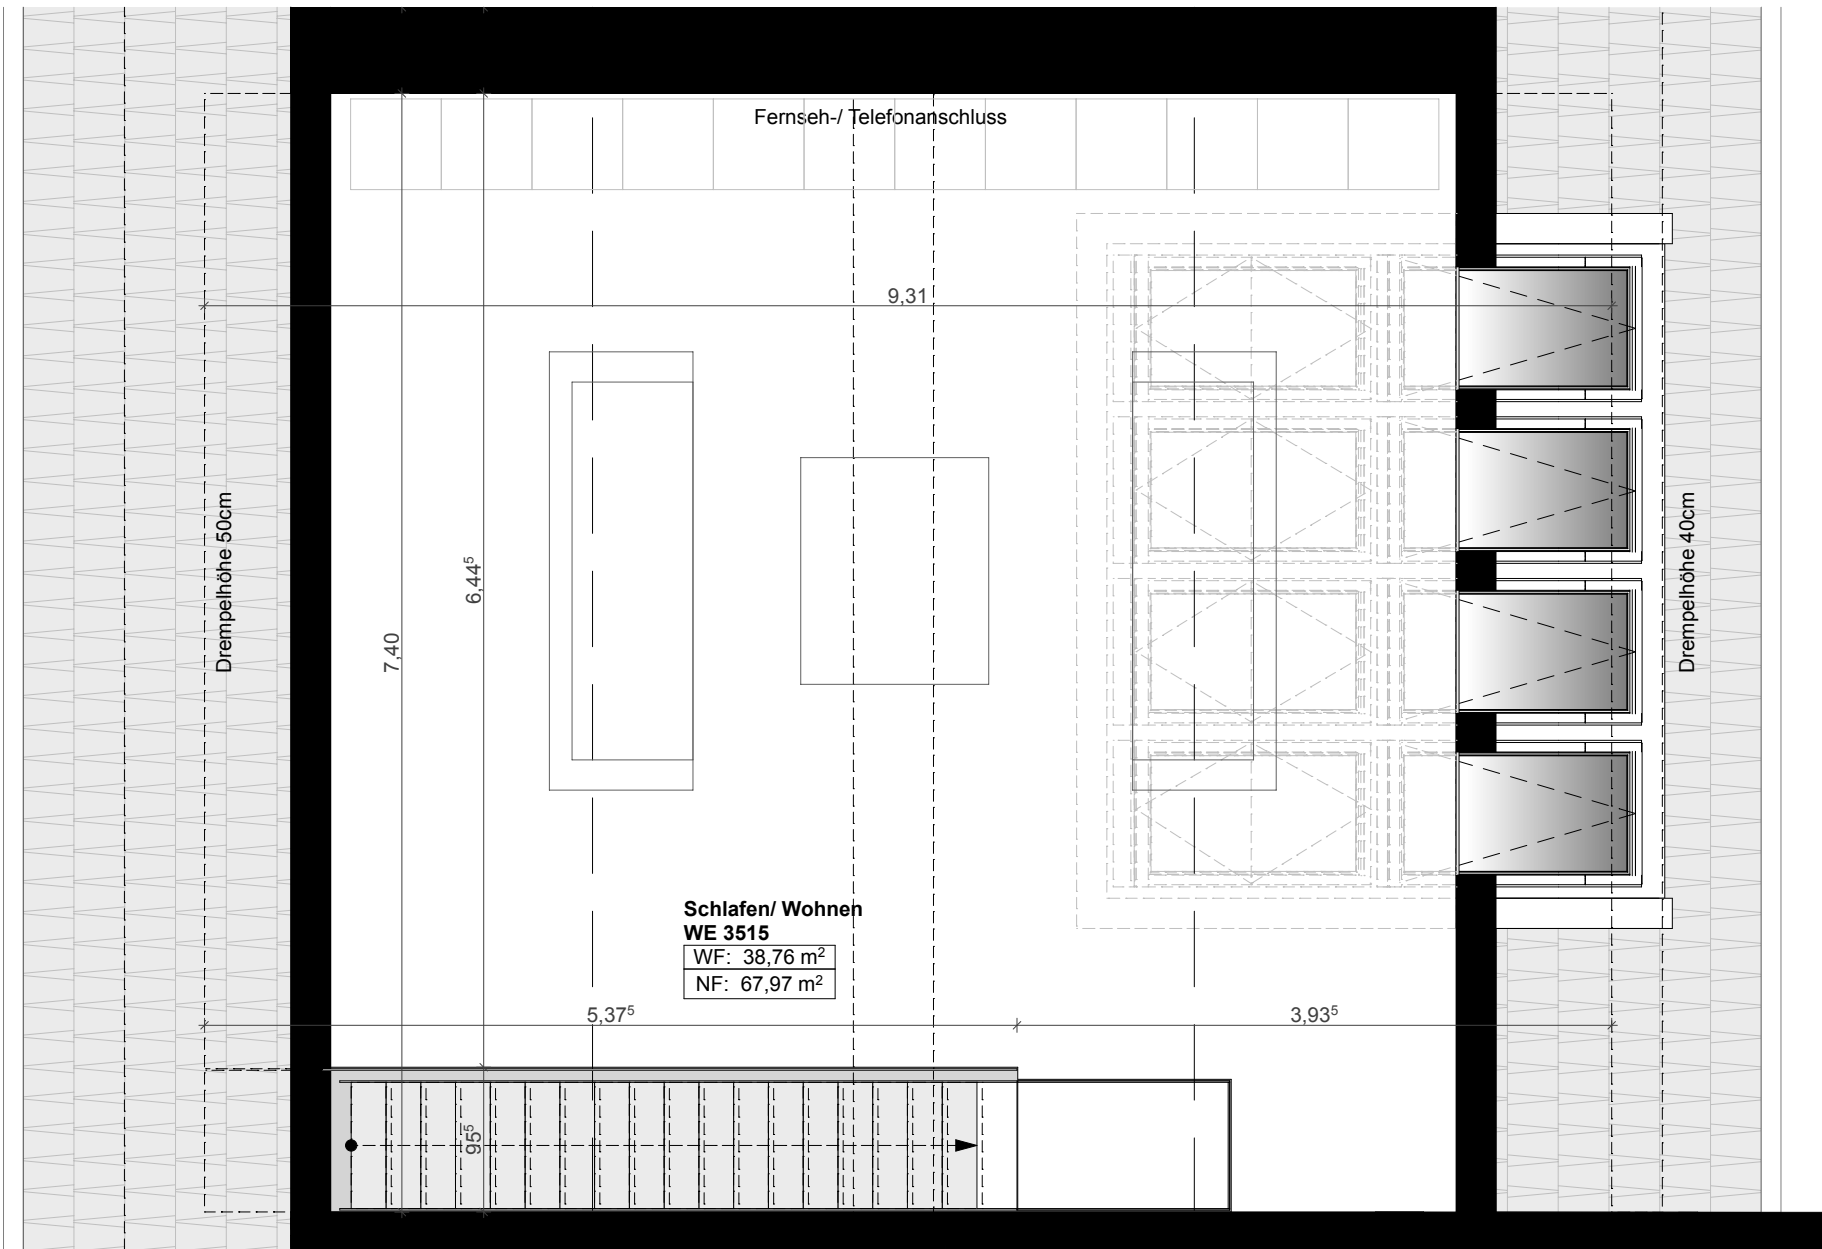 Fernseh-/ Telefonanschluss
9,31
Drempelhöhe 50cm
7,40
6,44⁵
Drempelhöhe 40cm
Schlafen/ Wohnen
WE 3515
WF: 38,76 m²
NF: 67,97 m²
5,37⁵
3,93⁵
95⁵